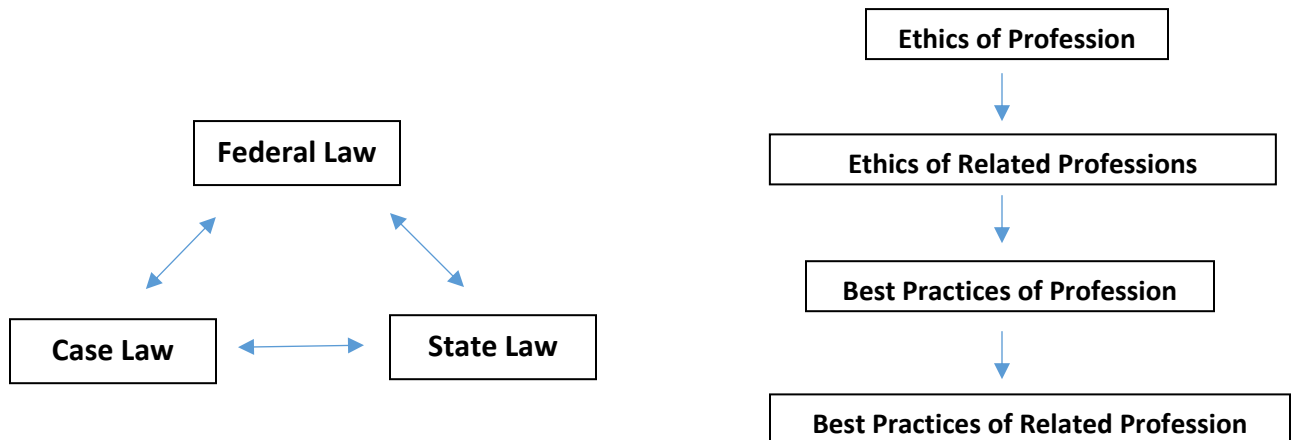 Federal Law
Case Law
State Law
Ethics of Profession
Ethics of Related Professions
Best Practices of Profession
Best Practices of Related Profession